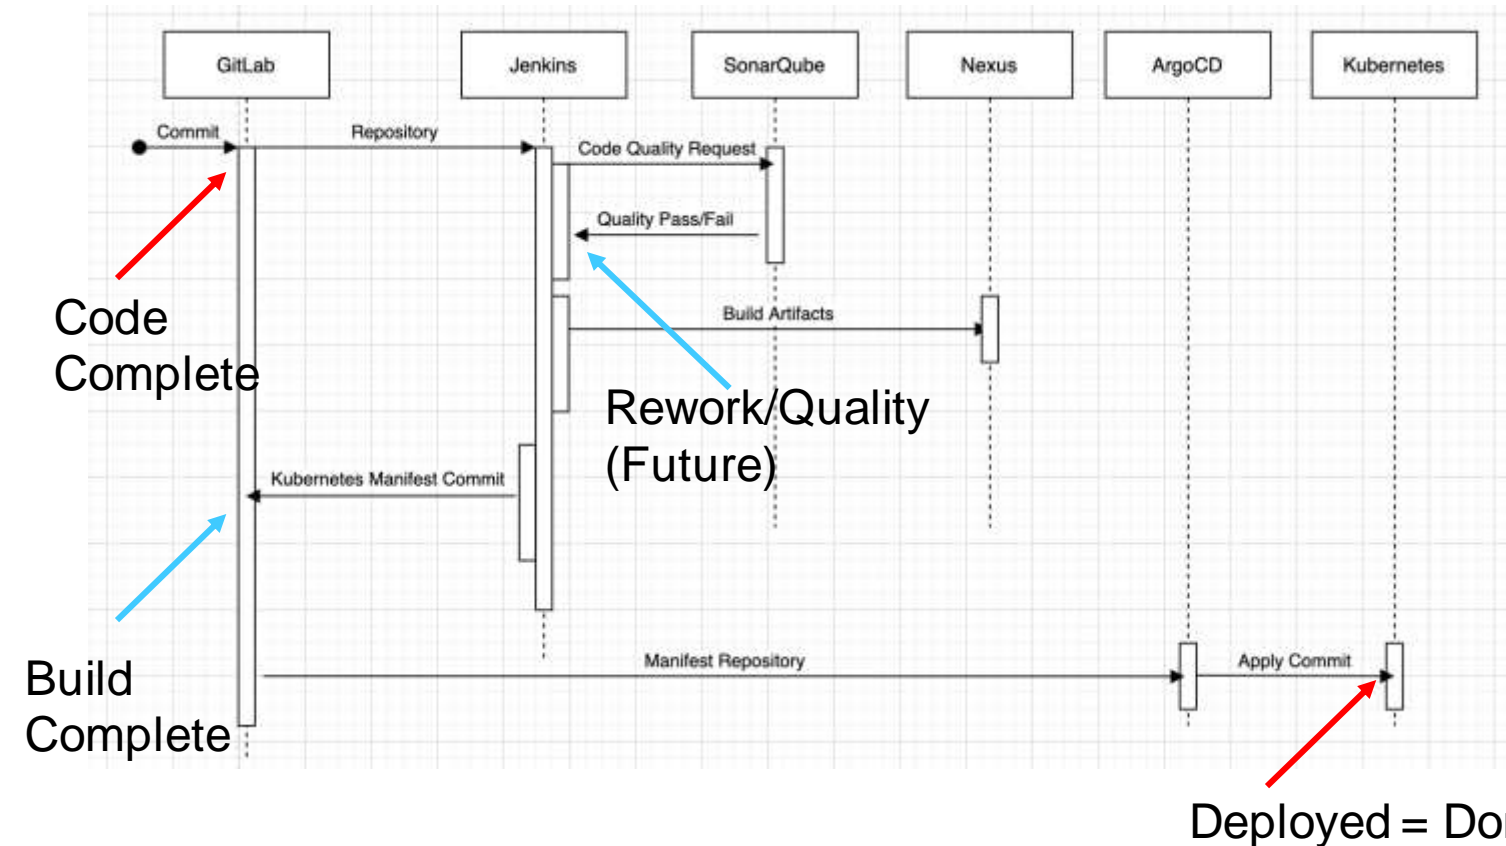 GitLab
Jenkins
SonarQube
Nexus
ArgoCD
Kubernetes
Commit
Repository
Code Quality Request
Quality Pass/Fail
Code
Complete
Build Artifacts
Rework/Quality
(Future)
Kubernetes Manifest Commit
Build
Complete
Manifest Repository
Apply Commit
Deployed =